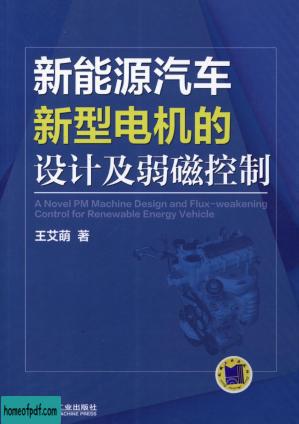 新能源汽车
新型电机的
设计及弱磁控制
A Novel PM Machine Design and Flux-weakening
Control for Renewable Energy Vehicle
王艾萌 著
工业出版社
MACHINE PRESS
homeofpdf.com